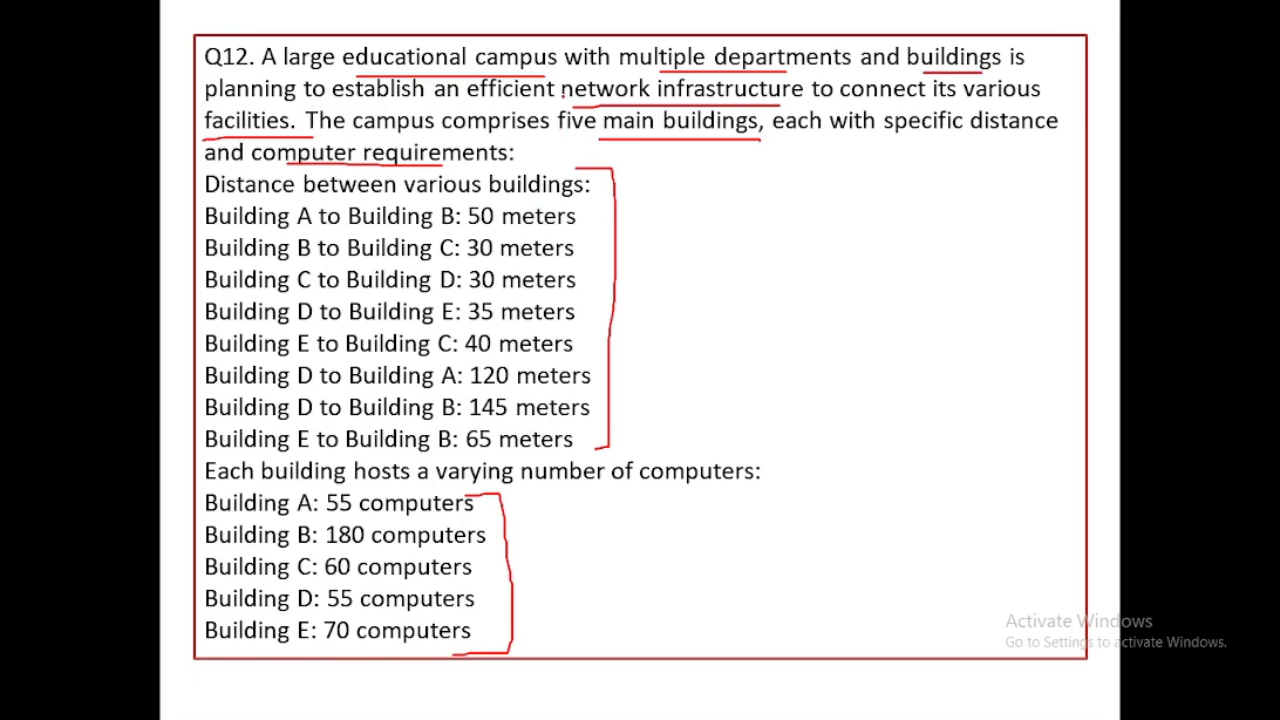 Q12. A large educational campus with multiple departments and buildings is
planning to establish an efficient network infrastructure to connect its various
facilities. The campus comprises five main buildings, each with specific distance
and computer requirements:
Distance between various buildings:
Building A to Building B: 50 meters
Building B to Building C: 30 meters
Building C to Building D: 30 meters
Building D to Building E: 35 meters
Building E to Building C: 40 meters
Building D to Building A: 120 meters
Building D to Building B: 145 meters
Building E to Building B: 65 meters
Each building hosts a varying number of computers:
Building A: 55 computers
Building B: 180 computers
Building C: 60 computers
Building D: 55 computers
Building E: 70 computers
Activate Windows
Go to Settings to activate Windows.